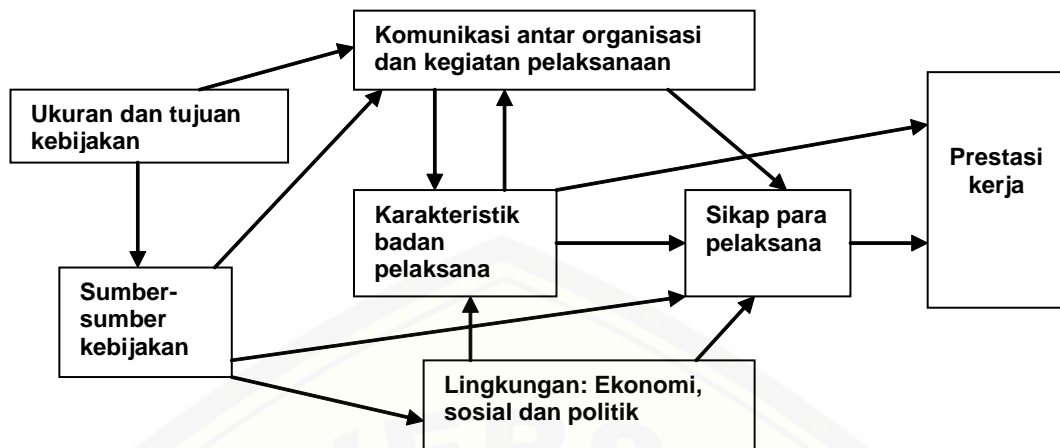 Komunikasi antar organisasi
dan kegiatan pelaksanaan
Ukuran dan tujuan
kebijakan
Prestasi
kerja
Karakteristik
badan
pelaksana
Sikap para
pelaksana
Sumber-
sumber
kebijakan
Lingkungan: Ekonomi,
sosial dan politik